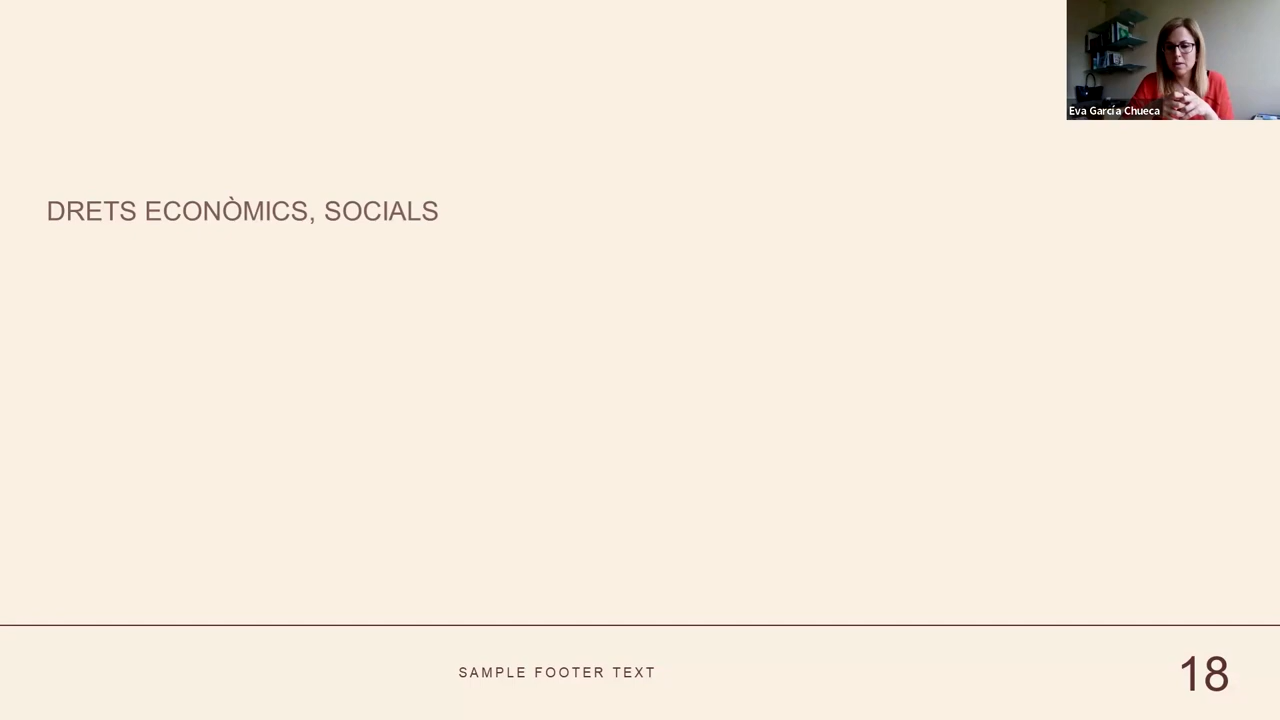 Eva García Chueca
DRETS ECONÒMICS, SOCIALS
SAMPLE FOOTER TEXT
18